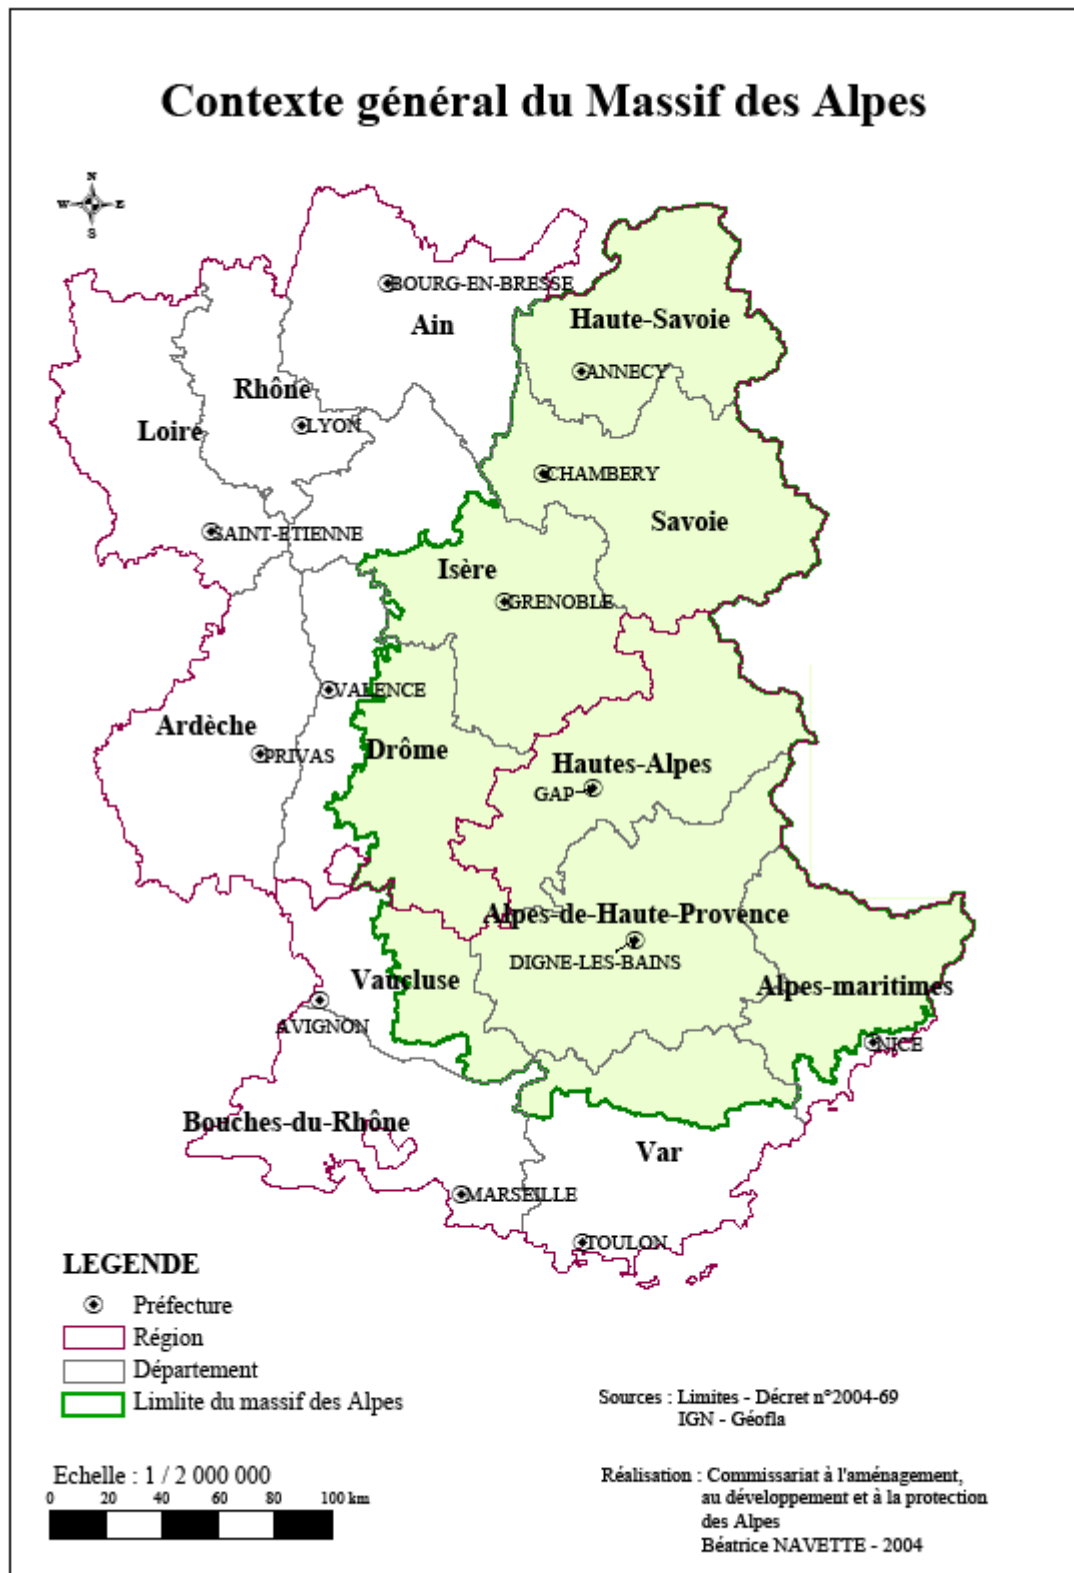 Contexte général du Massif des Alpes
N
W E
S
BOURG-EN-BRESSE
Ain
Haute-Savoie
ANNECY
Rhône
LYON
Loire
CHAMBERY
Savoie
SAINT-ETIENNE
Isère
GRENOBLE
VALENCE
Ardèche
PRIVAS
Drôme
Hautes-Alpes
GAP
Alpes-de-Haute-Provence
DIGNE-LES-BAINS
Vaucluse
Alpes-maritimes
AVIGNON
NICE
Bouches-du-Rhône
Var
MARSEILLE
TOULON
LEGENDE
Préfecture
Région
Département
Limlite du massif des Alpes
Sources : Limites - Décret n°2004-69
IGN - Géofla
Echelle : 1 / 2 000 000
0 20 40 60 80 100 km
Réalisation : Commissariat à l'aménagement,
au développement et à la protection
des Alpes
Béatrice NAVETTE - 2004